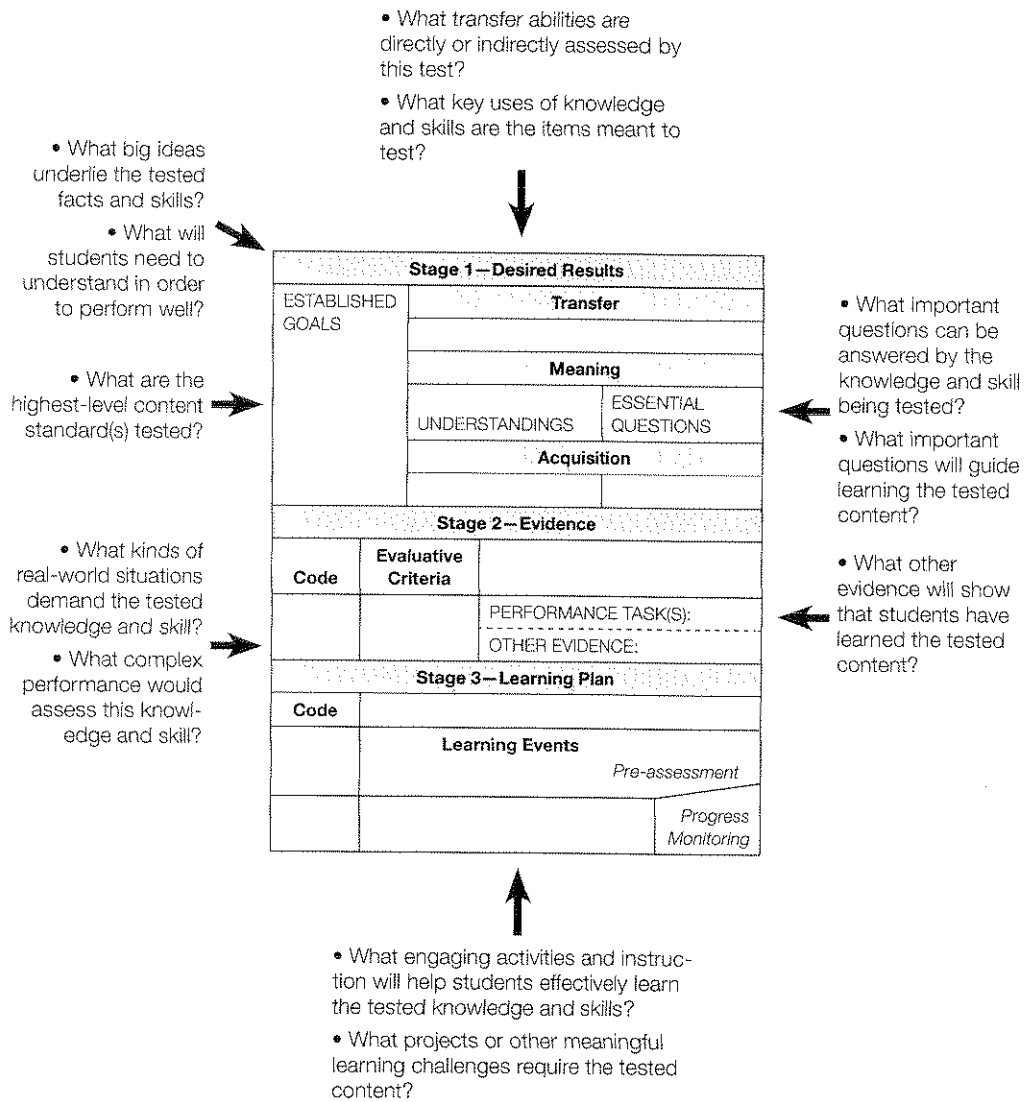 • What transfer abilities are
directly or indirectly assessed by
this test?
• What key uses of knowledge
and skills are the items meant to
test?
• What big ideas
underlie the tested
facts and skills?
• What will
students need to
understand in order
to perform well?
• What are the
highest-level content
standard(s) tested?
Stage 1—Desired Results
ESTABLISHED
GOALS
Transfer
Meaning
UNDERSTANDINGS
ESSENTIAL
QUESTIONS
Acquisition
• What important
questions can be
answered by the
knowledge and skill
being tested?
• What important
questions will guide
learning the tested
content?
Stage 2—Evidence
Code
Evaluative
Criteria
PERFORMANCE TASK(S):
OTHER EVIDENCE:
• What kinds of
real-world situations
demand the tested
knowledge and skill?
• What complex
performance would
assess this knowl-
edge and skill?
• What other
evidence will show
that students have
learned the tested
content?
Stage 3—Learning Plan
Code
Learning Events
Pre-assessment
Progress
Monitoring
• What engaging activities and instruc-
tion will help students effectively learn
the tested knowledge and skills?
• What projects or other meaningful
learning challenges require the tested
content?